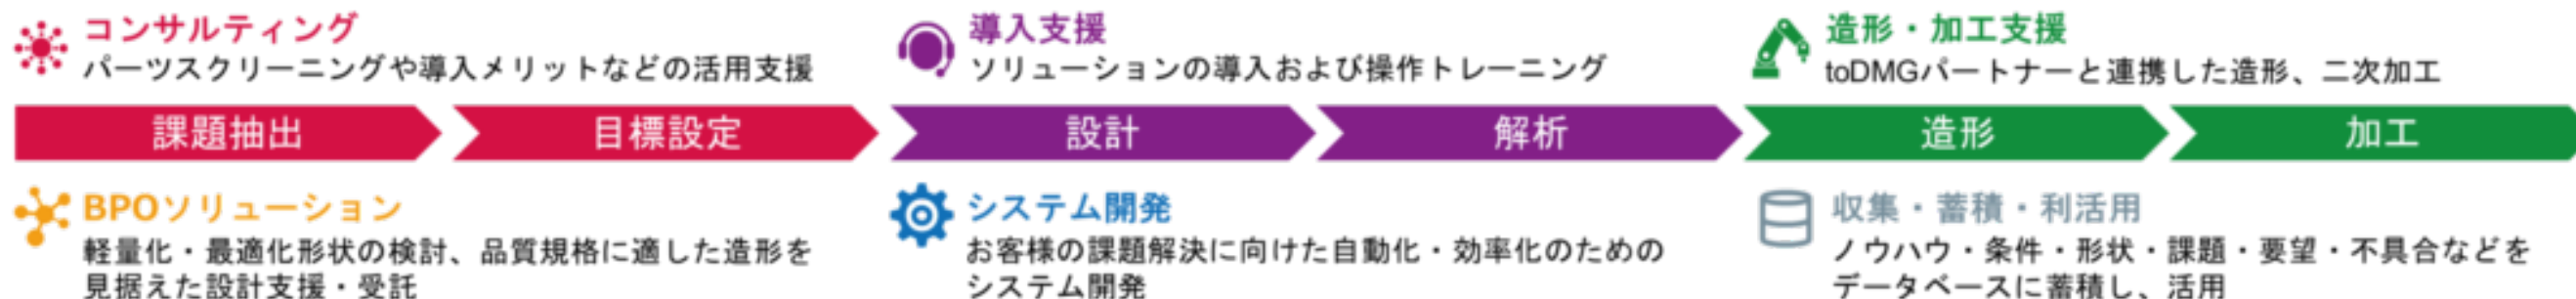 コンサルティング
パーツスクリーニングや導入メリットなどの活用支援
導入支援
ソリューションの導入および操作トレーニング
造形・加工支援
toDMGパートナーと連携した造形、二次加工
課題抽出
目標設定
設計
解析
造形
加工
BPOソリューション
軽量化・最適化形状の検討、品質規格に適した造形を
見据えた設計支援・受託
システム開発
お客様の課題解決に向けた自動化・効率化のための
システム開発
収集・蓄積・利活用
ノウハウ・条件・形状・課題・要望・不具合などを
データベースに蓄積し、活用